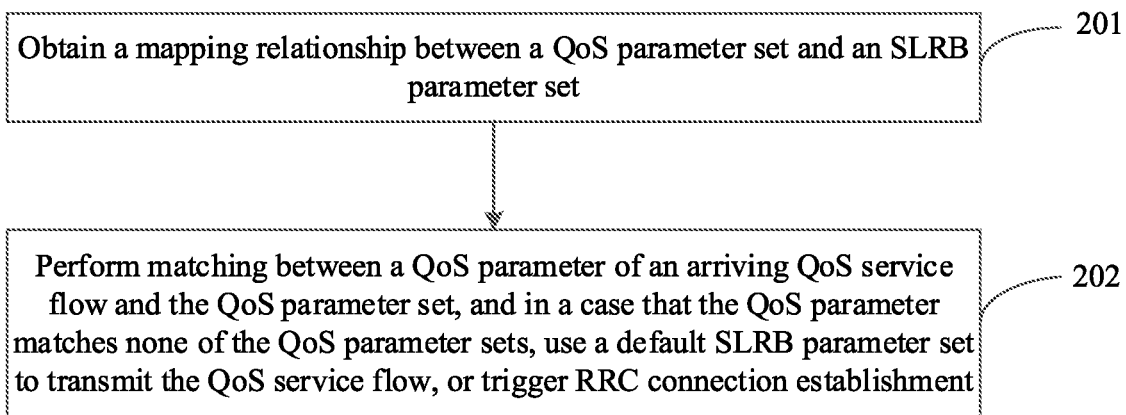 Obtain a mapping relationship between a QoS parameter set and an SLRB
parameter set
201
Perform matching between a QoS parameter of an arriving QoS service
flow and the QoS parameter set, and in a case that the QoS parameter
matches none of the QoS parameter sets, use a default SLRB parameter set
to transmit the QoS service flow, or trigger RRC connection establishment
202